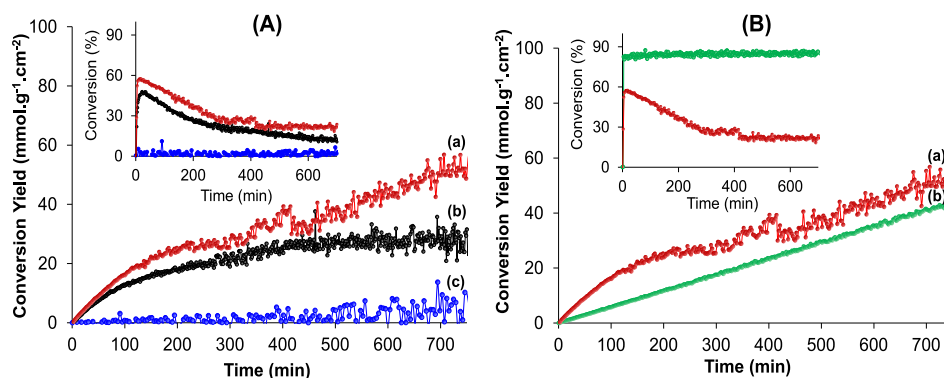 (A)
Conversion Yield (mmol.g⁻¹.cm⁻²)
100
80
60
40
20
0
0 100 200 300 400 500 600 700
Time (min)
Conversion (%)
90
60
30
0
0 200 400 600
Time (min)
(a)
(b)
(c)
(B)
Conversion Yield (mmol.g⁻¹.cm⁻²)
100
80
60
40
20
0
0 100 200 300 400 500 600 700
Time (min)
Conversion (%)
90
60
30
0
0 200 400 600
Time (min)
(a)
(b)